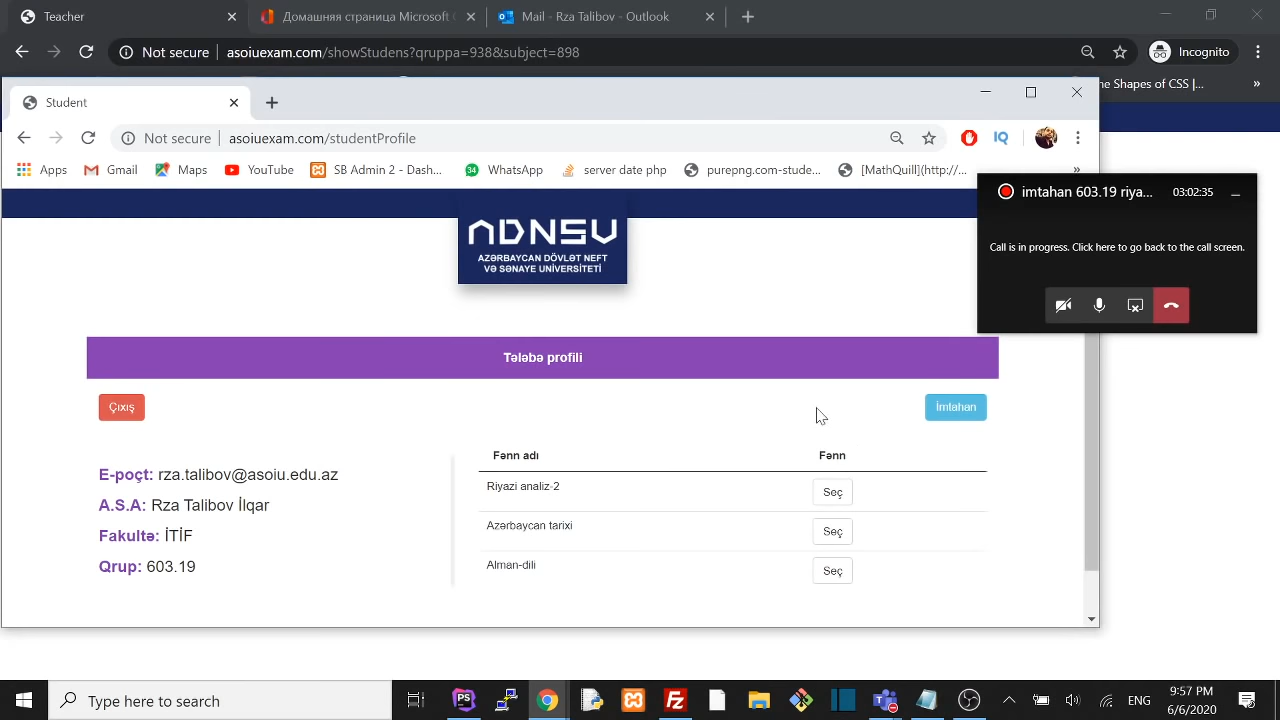 Teacher
Домашняя страница Microsoft
Mail - Rza Talibov - Outlook
Not secure
asoiuexam.com/showStudens?qruppa=938&subject=898
Incognito
he Shapes of CSS |...
»
Student
Not secure
asoiuexam.com/studentProfile
IQ
Apps
Gmail
Maps
YouTube
SB Admin 2 - Dash...
34
WhatsApp
server date php
purepng.com-stude...
[MathQuill](http://...
»
imtahan 603.19 riya...
03:02:35
Call is in progress. Click here to go back to the call screen.
ADNSU
AZƏRBAYCAN DÖVLƏT NEFT
VƏ SƏNAYE UNİVERSİTETİ
Tələbə profili
Çıxış
İmtahan
E-poçt: rza.talibov@asoiu.edu.az
A.S.A: Rza Talibov İlqar
Fakultə: İTİF
Qrup: 603.19
Fənn adı
Fənn
Riyazi analiz-2
Seç
Azərbaycan tarixi
Seç
Alman-dili
Seç
Type here to search
PS
Fz
ENG
9:57 PM
6/6/2020